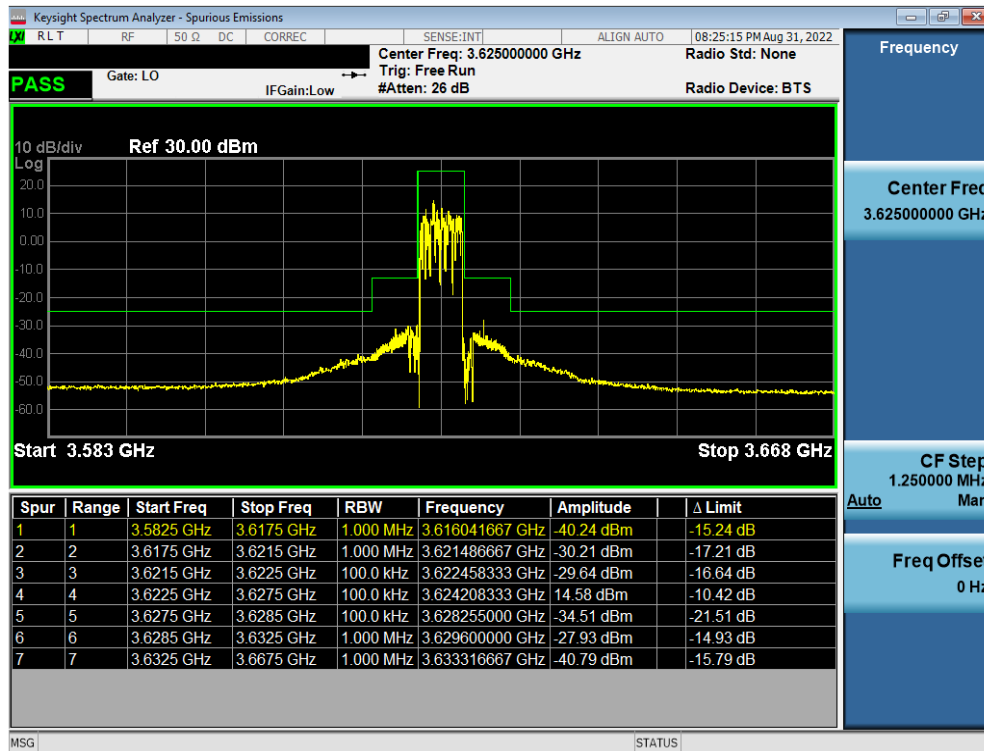 Keysight Spectrum Analyzer - Spurious Emissions
LXI RLT RF 50 Ω DC CORREC SENSE:INT ALIGN AUTO 08:25:15 PM Aug 31, 2022
Center Freq: 3.625000000 GHz Radio Std: None
Gate: LO Trig: Free Run
PASS IFGain:Low #Atten: 26 dB Radio Device: BTS
10 dB/div Ref 30.00 dBm
Log
20.0
10.0
0.00
-10.0
-20.0
-30.0
-40.0
-50.0
-60.0
Start 3.583 GHz Stop 3.668 GHz
Spur Range Start Freq Stop Freq RBW Frequency Amplitude Δ Limit
1 1 3.5825 GHz 3.6175 GHz 1.000 MHz 3.616041667 GHz -40.24 dBm -15.24 dB
2 2 3.6175 GHz 3.6215 GHz 1.000 MHz 3.621486667 GHz -30.21 dBm -17.21 dB
3 3 3.6215 GHz 3.6225 GHz 100.0 kHz 3.622458333 GHz -29.64 dBm -16.64 dB
4 4 3.6225 GHz 3.6275 GHz 100.0 kHz 3.624208333 GHz 14.58 dBm -10.42 dB
5 5 3.6275 GHz 3.6285 GHz 100.0 kHz 3.628255000 GHz -34.51 dBm -21.51 dB
6 6 3.6285 GHz 3.6325 GHz 1.000 MHz 3.629600000 GHz -27.93 dBm -14.93 dB
7 7 3.6325 GHz 3.6675 GHz 1.000 MHz 3.633316667 GHz -40.79 dBm -15.79 dB
MSG STATUS
Frequency
Center Freq
3.625000000 GHz
CF Step
1.250000 MHz
Auto Man
Freq Offset
0 Hz